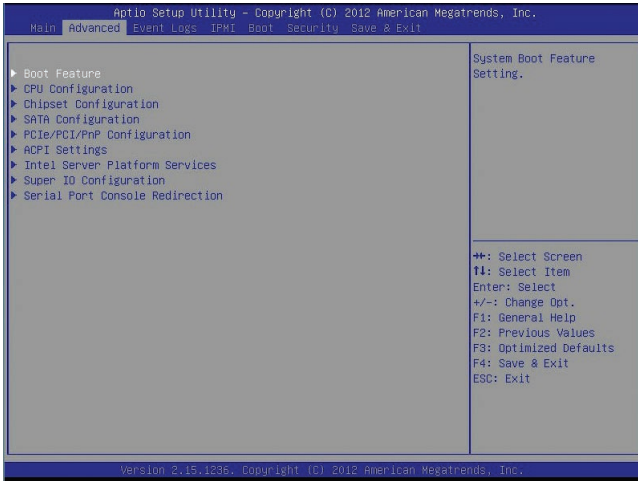 Aptio Setup Utility – Copyright (C) 2012 American Megatrends, Inc.
Main Advanced Event Logs IPMI Boot Security Save & Exit
▶ Boot Feature
▶ CPU Configuration
▶ Chipset Configuration
▶ SATA Configuration
▶ PCIe/PCI/PnP Configuration
▶ ACPI Settings
▶ Intel Server Platform Services
▶ Super IO Configuration
▶ Serial Port Console Redirection
System Boot Feature
Setting.
→←: Select Screen
↑↓: Select Item
Enter: Select
+/-: Change Opt.
F1: General Help
F2: Previous Values
F3: Optimized Defaults
F4: Save & Exit
ESC: Exit
Version 2.15.1236. Copyright (C) 2012 American Megatrends, Inc.